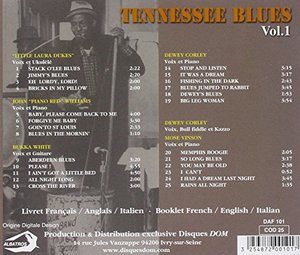 TENNESSEE BLUES
Vol.1
"LITTLE LAURA DUKES"
Voix et Ukulélé
1 STACK O'LEE BLUES 2.22
2 JIMMY'S BLUES
3 EH LORDY, LORD!
4 BRICKS IN MY PILLOW
JOHN "PIANO RED" WILLIAMS
Voix et Piano
5 BABY, PLEASE COME BACK TO ME
6 FORGIVE ME BABY
7 GOIN'TO ST LOUIS
8 BLUES IN THE MORNIN'
BUKKA WHITE
Voix et Guitare
9 ABERDEEN BLUES
10 PLEASE !
11 AIN'T GOT A LITTLE BED
12 ALL NIGHT LONG
13 CROSS THE RIVER
DEWEY CORLEY
Voix et Piano
14 STOP AND LISTEN
15 IT WAS A DREAM
16 FISHING IN THE DARK
17 BLUES JUMPED TO RABBIT
18 DEWEY'S BLUES
19 BIG LEG WOMAN
DEWEY CORLEY
Voix, Bull fiddle et Kazoo
MOSE VINSON
Voix et Piano
20 MEMPHIS BOOGIE
21 SO LONG BLUES
22 YOU MAY BE OLD
23 I CAN'T
24 I HAD A DREAM LAST NIGHT
25 RAINS ALL NIGHT
Livret Français / Anglais / Italien - Booklet French / English / Italian
Origine Digitale Design
ALBATROS
Production & Distribution exclusive Disques DOM
14 rue Jules Vanzuppe 94200 Ivry-sur-Seine
www.disquesdom.com
DAF 101
COD 25
3 254872 001017